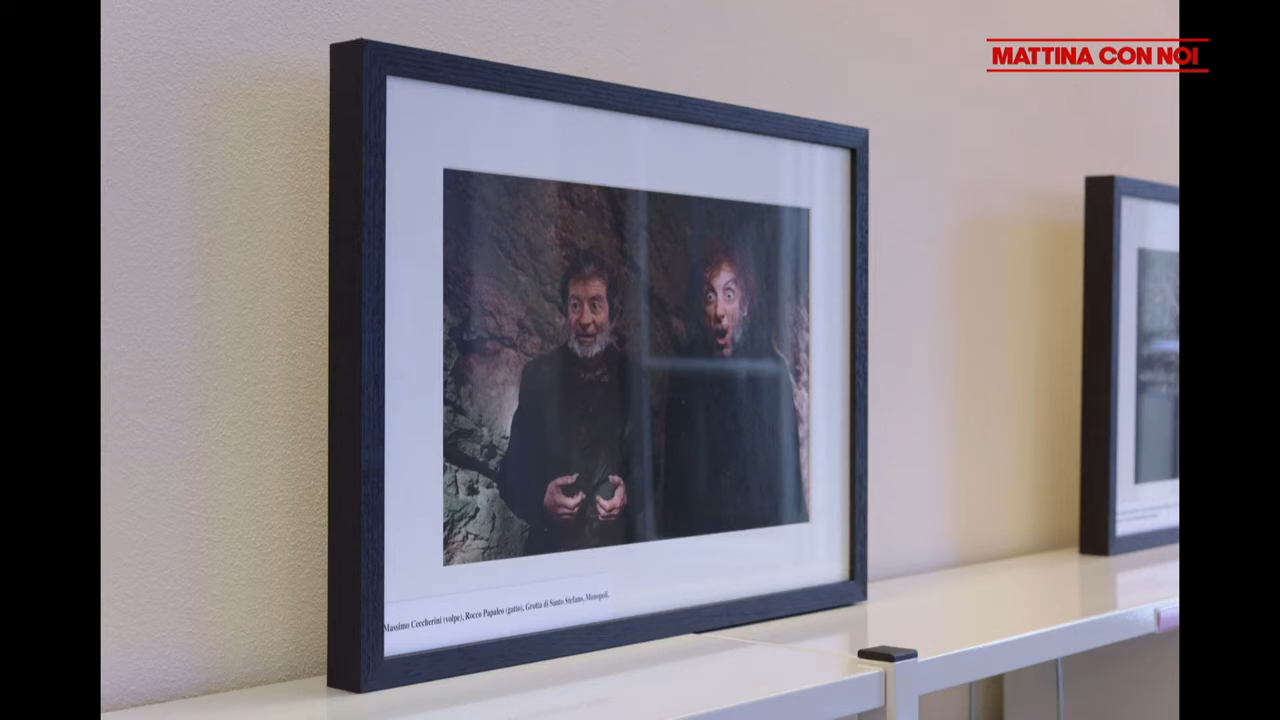 MATTINA CON NOI
Massimo Ceccherini (volpe), Rocco Papaleo (gatto), Grotta di Santo Stefano, Monopoli.